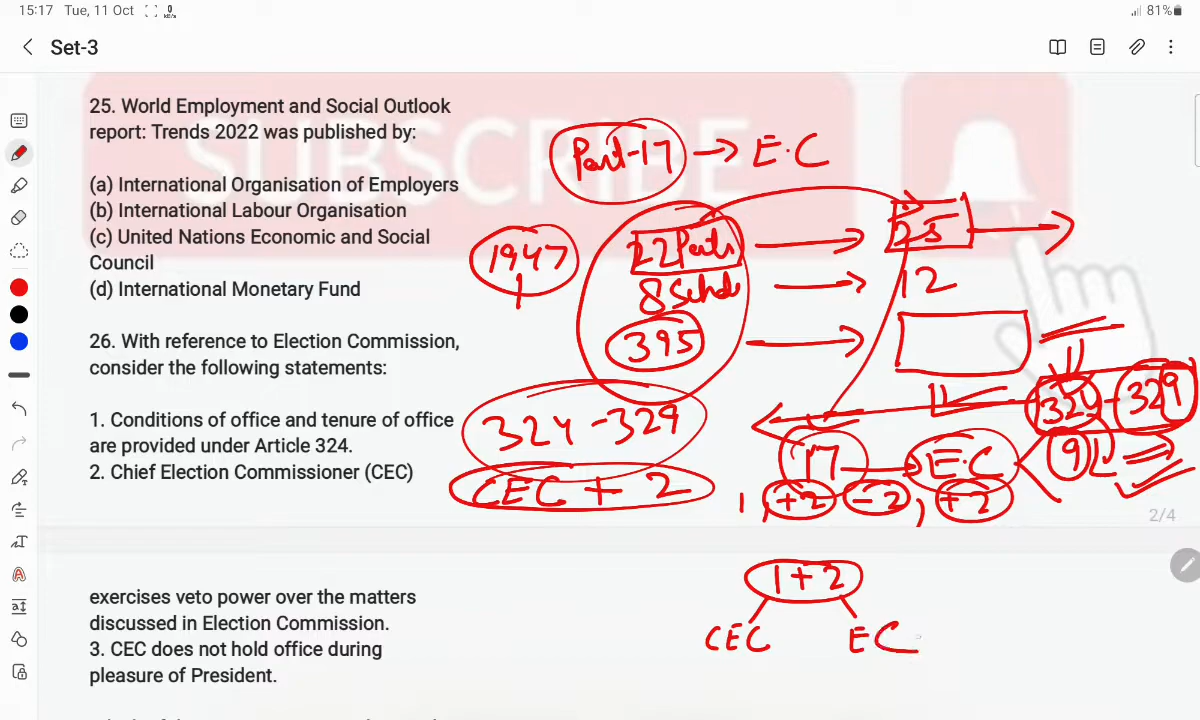 15:17 Tue, 11 Oct 0 KB/s 81%
Set-3
SUBSCRIBE
25. World Employment and Social Outlook
report: Trends 2022 was published by:
(a) International Organisation of Employers
(b) International Labour Organisation
(c) United Nations Economic and Social
Council
(d) International Monetary Fund
26. With reference to Election Commission,
consider the following statements:
1. Conditions of office and tenure of office
are provided under Article 324.
2. Chief Election Commissioner (CEC)
2/4
exercises veto power over the matters
discussed in Election Commission.
3. CEC does not hold office during
pleasure of President.
Part-17 → E.C
1947 22 Parts → 25 →
8 Sch → 12
395 →
324 - 329
324 - 329
17 → E.C 9
CEC + 2
1, +2 -2, +2
1 + 2
CEC EC